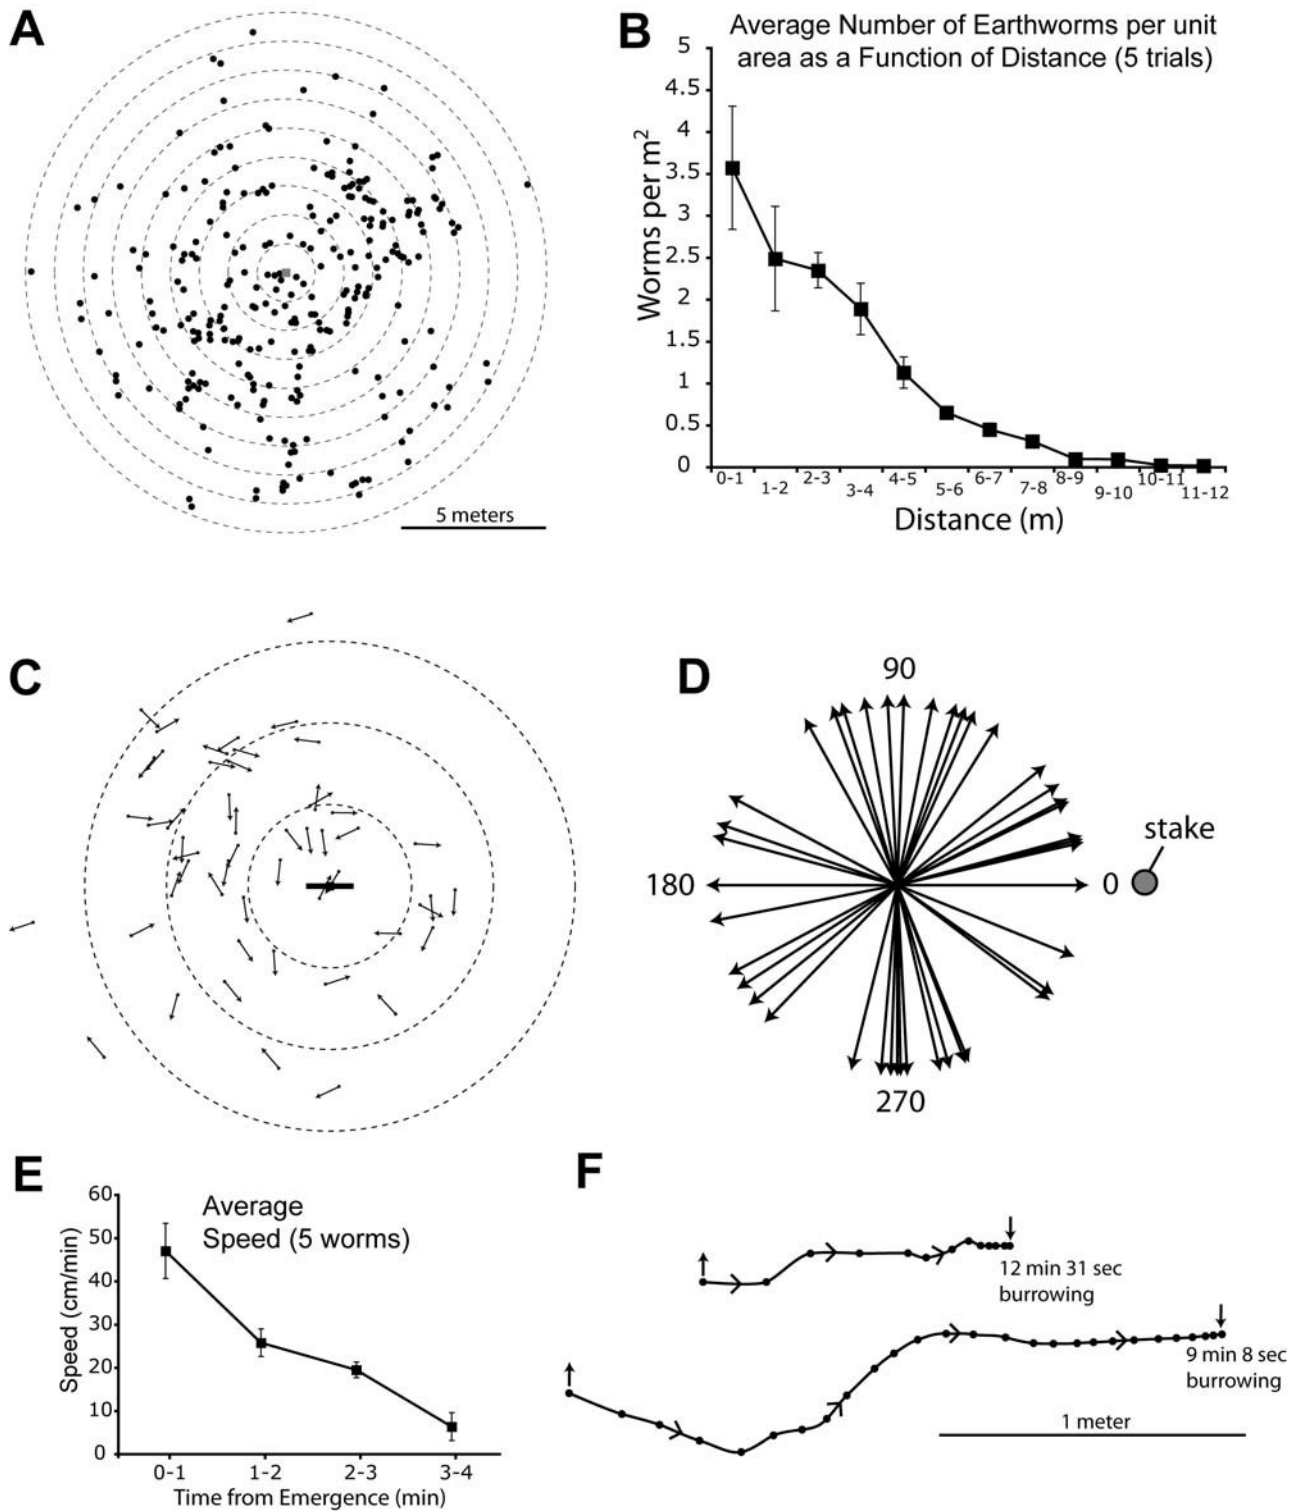 A
5 meters
B
Average Number of Earthworms per unit
area as a Function of Distance (5 trials)
Worms per m²
5
4.5
4
3.5
3
2.5
2
1.5
1
0.5
0
0-1
1-2
2-3
3-4
4-5
5-6
6-7
7-8
8-9
9-10
10-11
11-12
Distance (m)
C
D
90
180
0
stake
270
E
Average
Speed (5 worms)
Speed (cm/min)
60
50
40
30
20
10
0
0-1
1-2
2-3
3-4
Time from Emergence (min)
F
12 min 31 sec
burrowing
9 min 8 sec
burrowing
1 meter